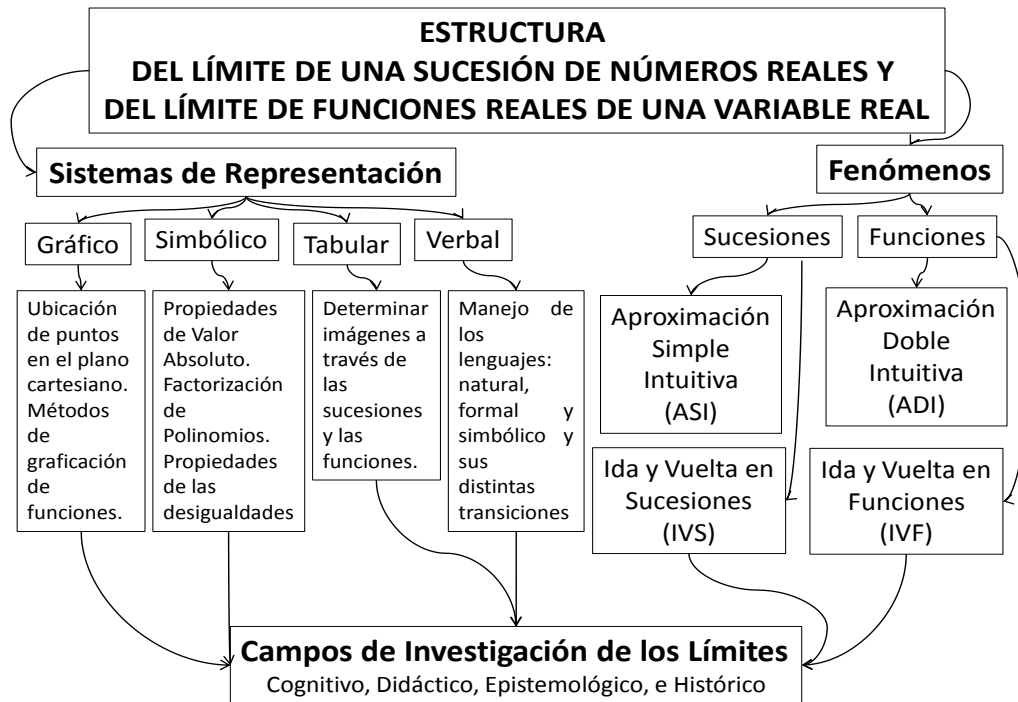 ESTRUCTURA
DEL LÍMITE DE UNA SUCESIÓN DE NÚMEROS REALES Y
DEL LÍMITE DE FUNCIONES REALES DE UNA VARIABLE REAL
Sistemas de Representación
Fenómenos
Gráfico
Simbólico
Tabular
Verbal
Sucesiones
Funciones
Ubicación
de puntos
en el plano
cartesiano.
Métodos
de
graficación
de
funciones.
Propiedades
de Valor
Absoluto.
Factorización
de
Polinomios.
Propiedades
de las
desigualdades
Determinar
imágenes a
través de
las
sucesiones
y las
funciones.
Manejo de
los
lenguajes:
natural,
formal y
simbólico y
sus
distintas
transiciones
Aproximación
Simple
Intuitiva
(ASI)
Aproximación
Doble
Intuitiva
(ADI)
Ida y Vuelta en
Sucesiones
(IVS)
Ida y Vuelta en
Funciones
(IVF)
Campos de Investigación de los Límites
Cognitivo, Didáctico, Epistemológico, e Histórico